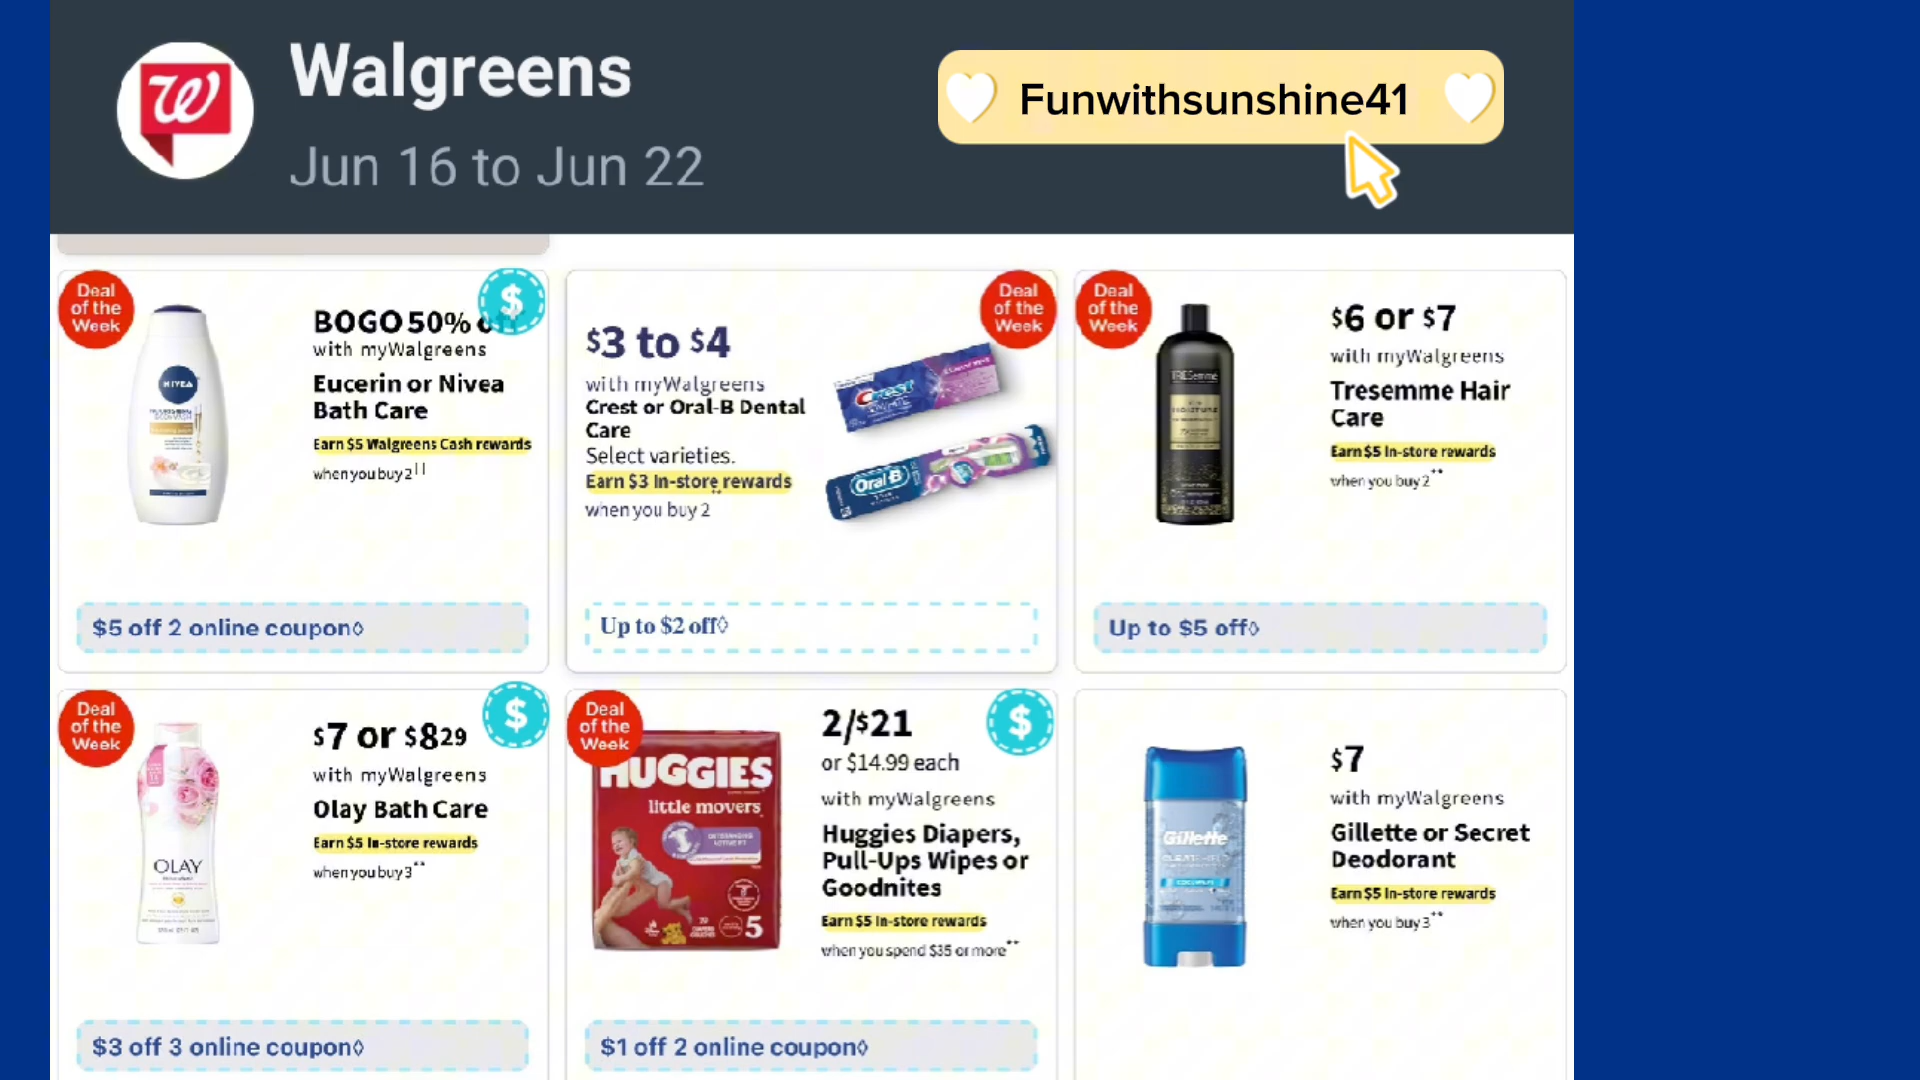 Walgreens
Jun 16 to Jun 22
Funwithsunshine41
Deal
of the
Week
$
BOGO 50%
with myWalgreens
Eucerin or Nivea
Bath Care
Earn $5 Walgreens Cash rewards
when you buy 2||
NIVEA
$5 off 2 online coupon◊
Deal
of the
Week
$3 to $4
with myWalgreens
Crest or Oral-B Dental
Care
Select varieties.
Earn $3 In-store rewards
**
when you buy 2
Crest
Oral-B
Up to $2 off◊
Deal
of the
Week
$6 or $7
with myWalgreens
Tresemme Hair
Care
Earn $5 In-store rewards
when you buy 2**
TRESemmé
Up to $5 off◊
Deal
of the
Week
$
$7 or $829
with myWalgreens
Olay Bath Care
Earn $5 In-store rewards
when you buy 3**
OLAY
$3 off 3 online coupon◊
Deal
of the
Week
$
2/$21
or $14.99 each
with myWalgreens
Huggies Diapers,
Pull-Ups Wipes or
Goodnites
Earn $5 In-store rewards
when you spend $35 or more**
HUGGIES
little movers
5
$1 off 2 online coupon◊
$7
with myWalgreens
Gillette or Secret
Deodorant
Earn $5 In-store rewards
when you buy 3**
Gillette